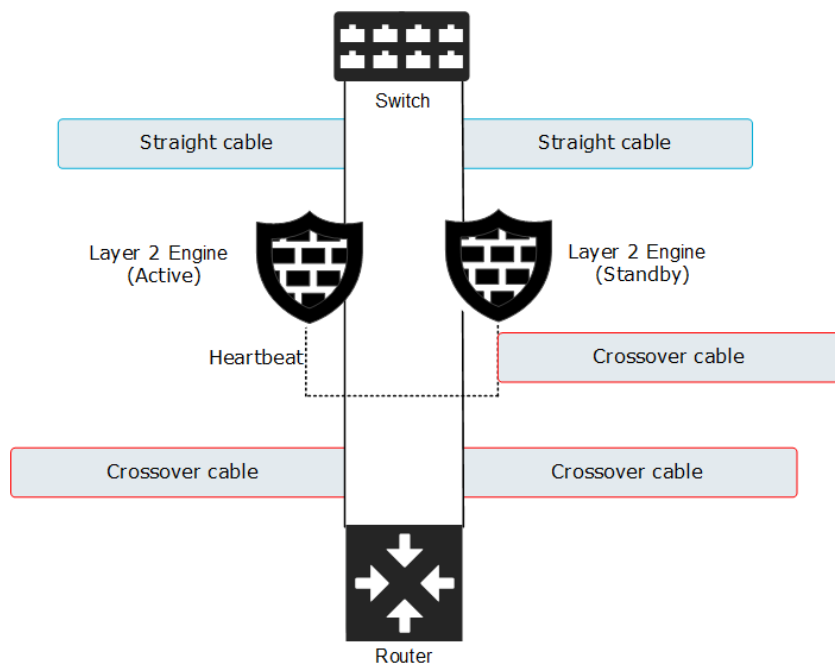 Switch
Straight cable
Straight cable
Layer 2 Engine
(Active)
Layer 2 Engine
(Standby)
Heartbeat
Crossover cable
Crossover cable
Crossover cable
Router